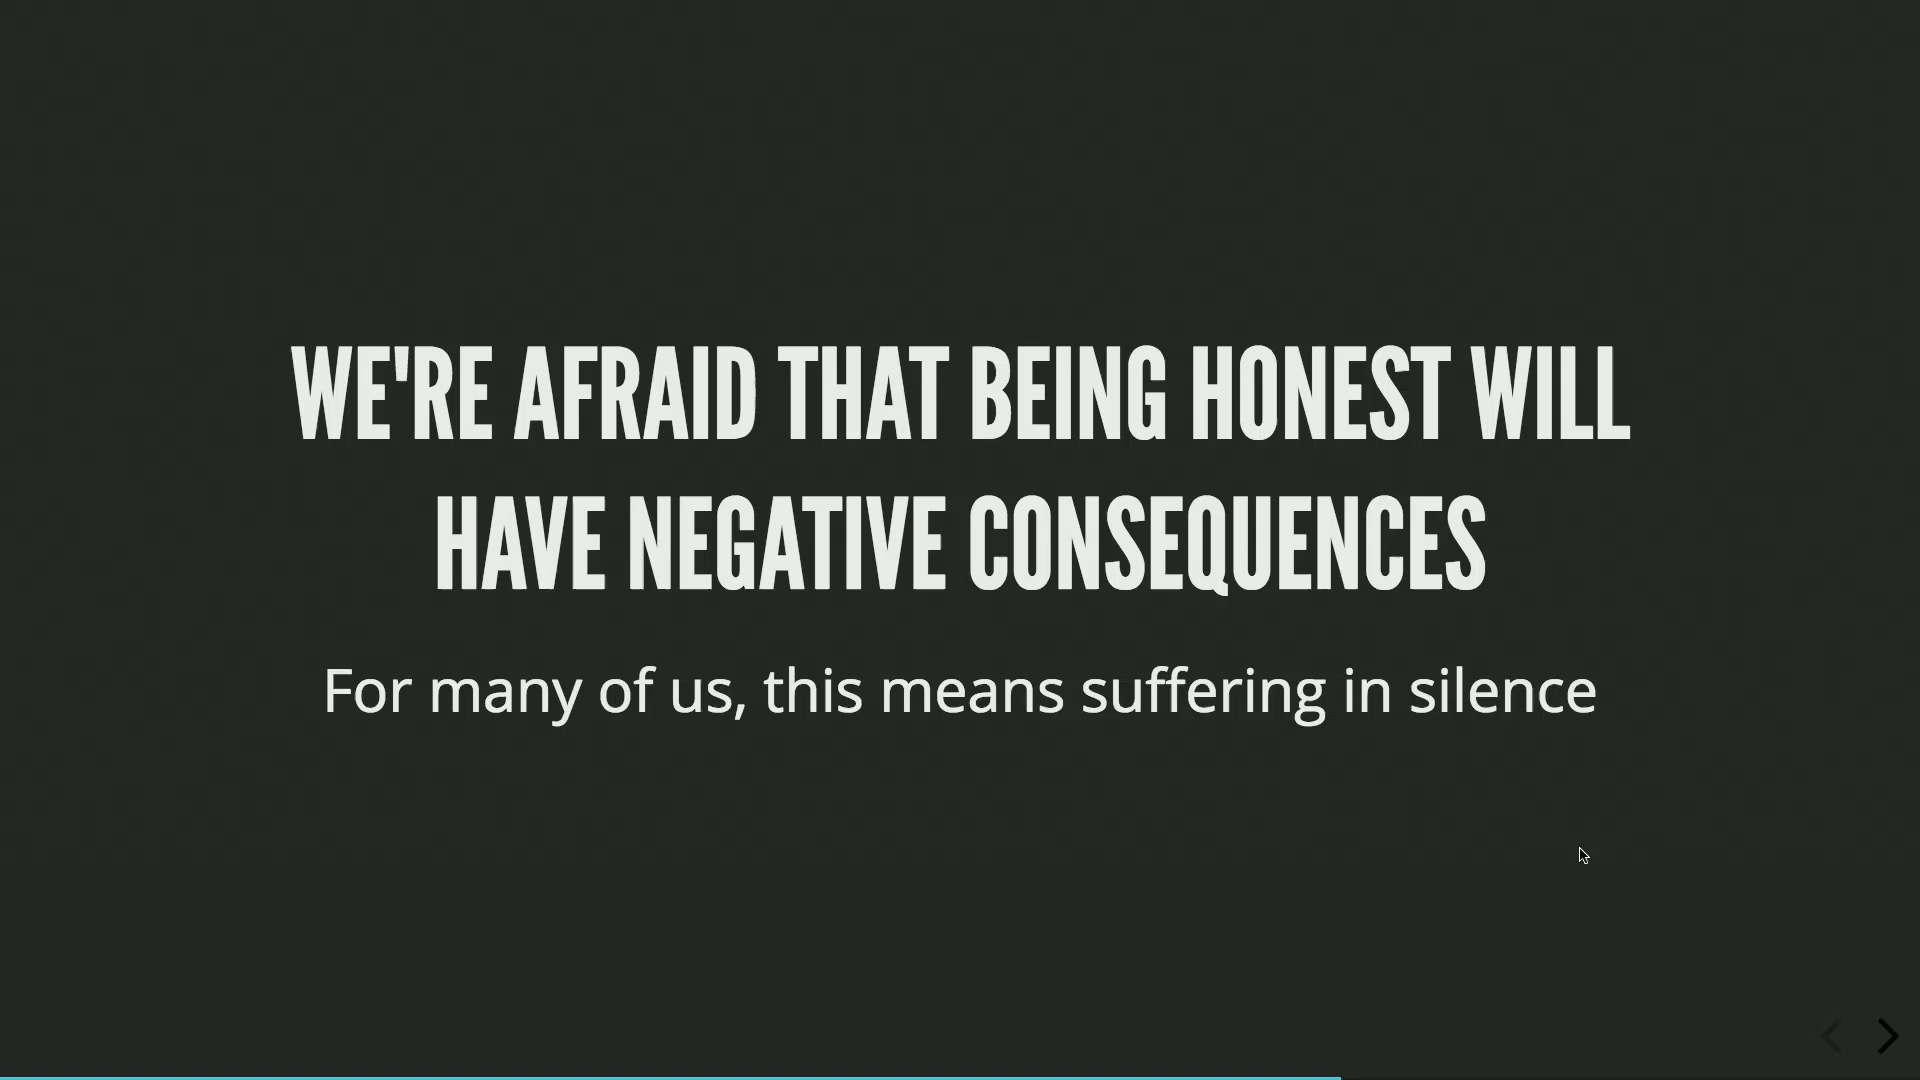 WE'RE AFRAID THAT BEING HONEST WILL
HAVE NEGATIVE CONSEQUENCES
For many of us, this means suffering in silence